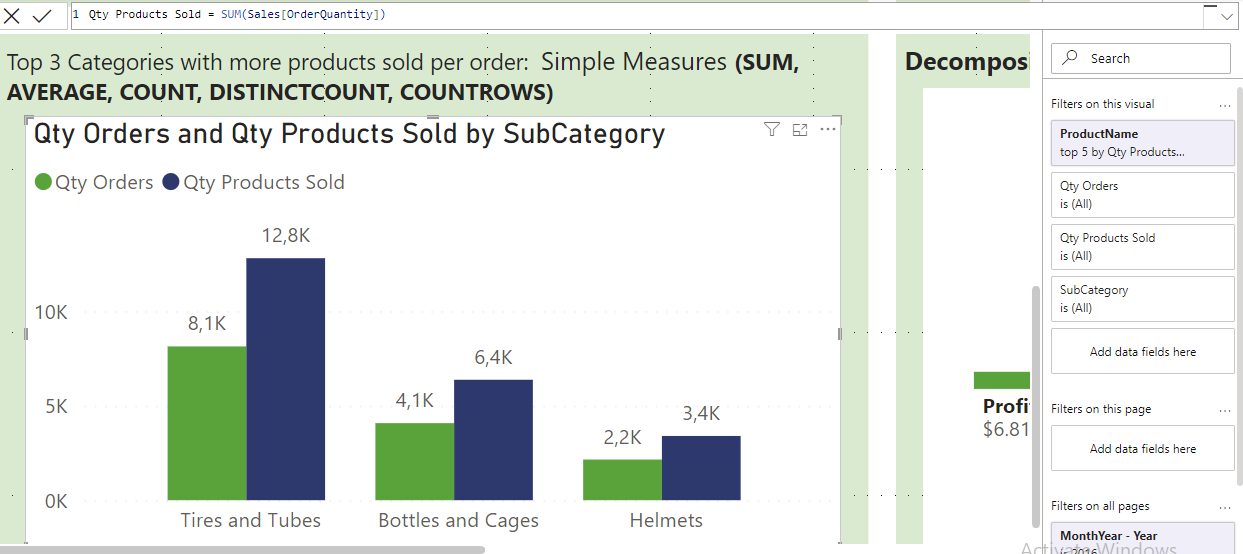 1 Qty Products Sold = SUM(Sales[OrderQuantity])
Top 3 Categories with more products sold per order: Simple Measures (SUM,
AVERAGE, COUNT, DISTINCTCOUNT, COUNTROWS)
Qty Orders and Qty Products Sold by SubCategory
Qty Orders Qty Products Sold
12,8K
10K
8,1K
6,4K
5K
4,1K
3,4K
2,2K
0K
Tires and Tubes Bottles and Cages Helmets
Decompos
Profi
$6.81
Search
Filters on this visual
ProductName
top 5 by Qty Products...
Qty Orders
is (All)
Qty Products Sold
is (All)
SubCategory
is (All)
Add data fields here
Filters on this page
Add data fields here
Filters on all pages
MonthYear - Year
is 2016
Activate Windows